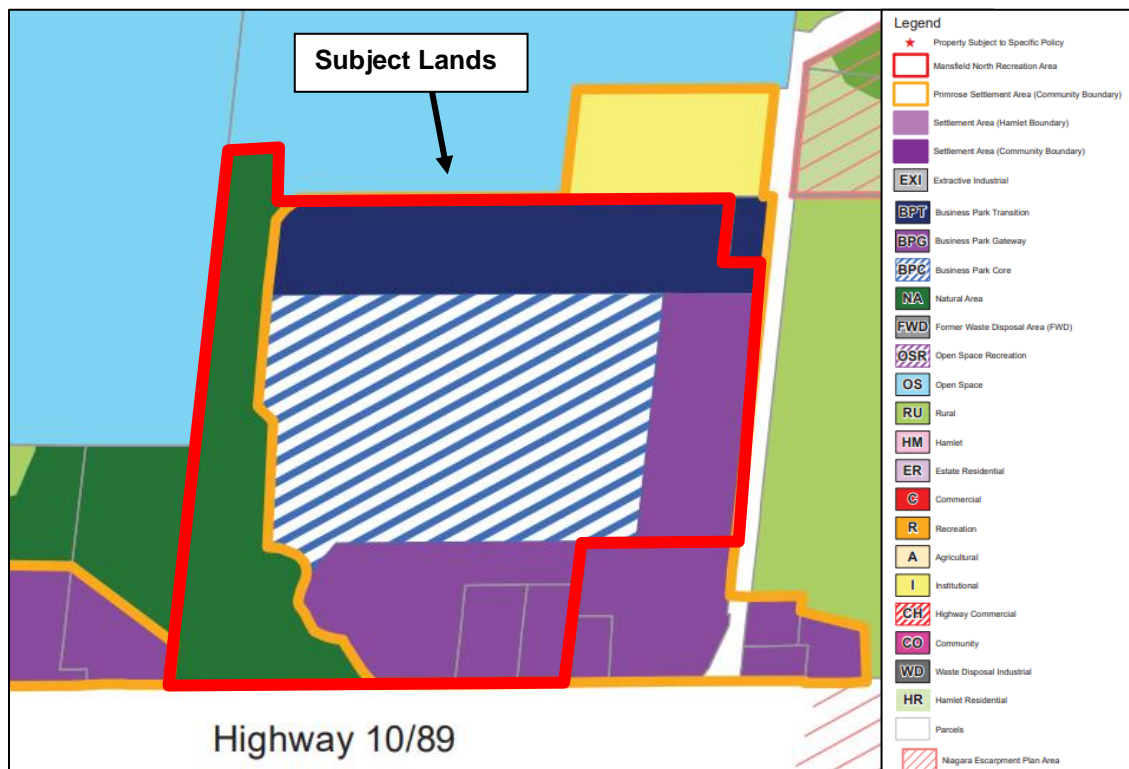 Subject Lands
Highway 10/89
Legend
Property Subject to Specific Policy
Mansfield North Recreation Area
Primrose Settlement Area (Community Boundary)
Settlement Area (Hamlet Boundary)
Settlement Area (Community Boundary)
EXI Extractive Industrial
BPT Business Park Transition
BPG Business Park Gateway
BPC Business Park Core
NA Natural Area
FWD Former Waste Disposal Area (FWD)
OSR Open Space Recreation
OS Open Space
RU Rural
HM Hamlet
ER Estate Residential
C Commercial
R Recreation
A Agricultural
I Institutional
CH Highway Commercial
CO Community
WD Waste Disposal Industrial
HR Hamlet Residential
Parcels
Niagara Escarpment Plan Area